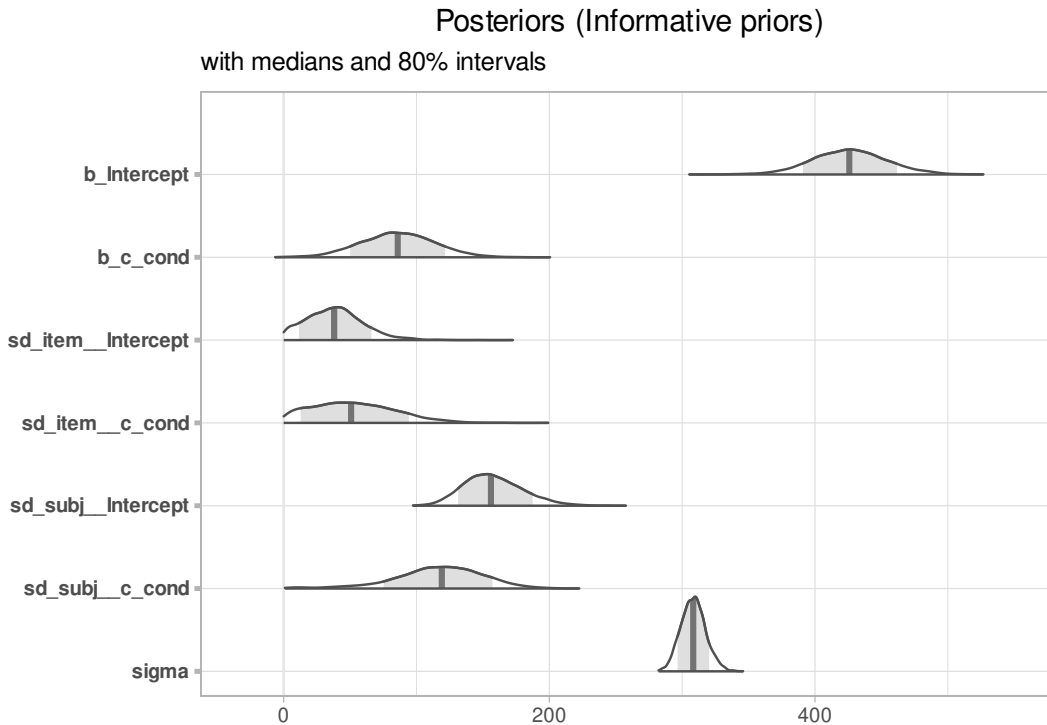 Posteriors (Informative priors)
with medians and 80% intervals
b_Intercept
b_c_cond
sd_item__Intercept
sd_item__c_cond
sd_subj__Intercept
sd_subj__c_cond
sigma
0 200 400